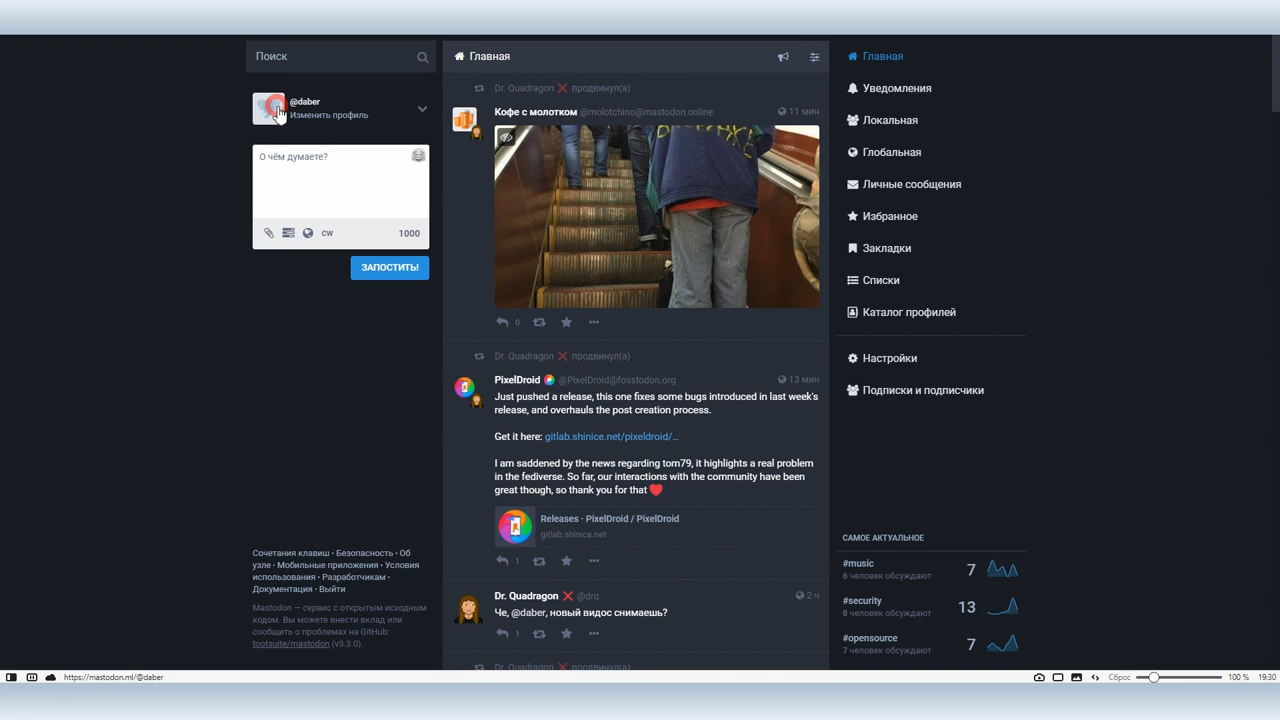 Поиск
@daber
Изменить профиль
О чём думаете?
CW
1000
ЗАПОСТИТЬ!
Сочетания клавиш · Безопасность · Об
узле · Мобильные приложения · Условия
использования · Разработчикам ·
Документация · Выйти
Mastodon — сервис с открытым исходным
кодом. Вы можете внести вклад или
сообщить о проблемах на GitHub:
tootsuite/mastodon (v3.3.0).
Главная
Dr. Quadragon ❌ продвинул(а)
Кофе с молотком @molotchino@mastodon.online 11 мин
0
Dr. Quadragon ❌ продвинул(а)
PixelDroid @PixelDroid@fosstodon.org 13 мин
Just pushed a release, this one fixes some bugs introduced in last week's
release, and overhauls the post creation process.
Get it here: gitlab.shinice.net/pixeldroid/…
I am saddened by the news regarding tom79, it highlights a real problem
in the fediverse. So far, our interactions with the community have been
great though, so thank you for that ❤️
Releases · PixelDroid / PixelDroid
gitlab.shinice.net
1
Dr. Quadragon ❌ @drq 2 ч
Че, @daber, новый видос снимаешь?
1
Dr. Quadragon ❌ продвинул(а)
Главная
Уведомления
Локальная
Глобальная
Личные сообщения
Избранное
Закладки
Списки
Каталог профилей
Настройки
Подписки и подписчики
САМОЕ АКТУАЛЬНОЕ
#music
6 человек обсуждают
7
#security
8 человек обсуждают
13
#opensource
7 человек обсуждают
7
https://mastodon.ml/@daber
Сброс
100 %
19:30